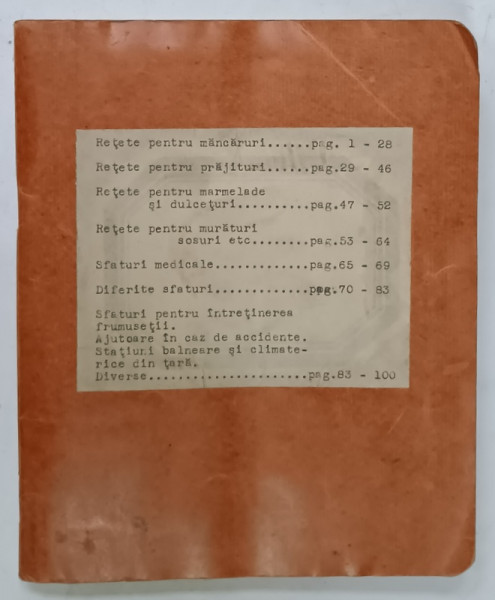 Rețete pentru mâncăruri......pag. 1 - 28
Rețete pentru prăjituri......pag.29 - 46
Rețete pentru marmelade
și dulcețuri..........pag.47 - 52
Rețete pentru murături
sosuri etc........pag.53 - 64
Sfaturi medicale.............pag.65 - 69
Diferite sfaturi.............pag.70 - 83
Sfaturi pentru întreținerea
frumuseții.
Ajutoare în caz de accidente.
Stațiuni balneare și climate-
rice din țară.
Diverse......................pag.83 - 100